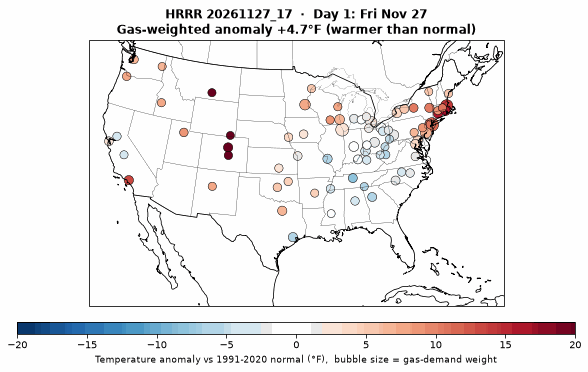 HRRR 20261127_17 · Day 1: Fri Nov 27
Gas-weighted anomaly +4.7°F (warmer than normal)
−20 −15 −10 −5 0 5 10 15 20
Temperature anomaly vs 1991-2020 normal (°F), bubble size = gas-demand weight